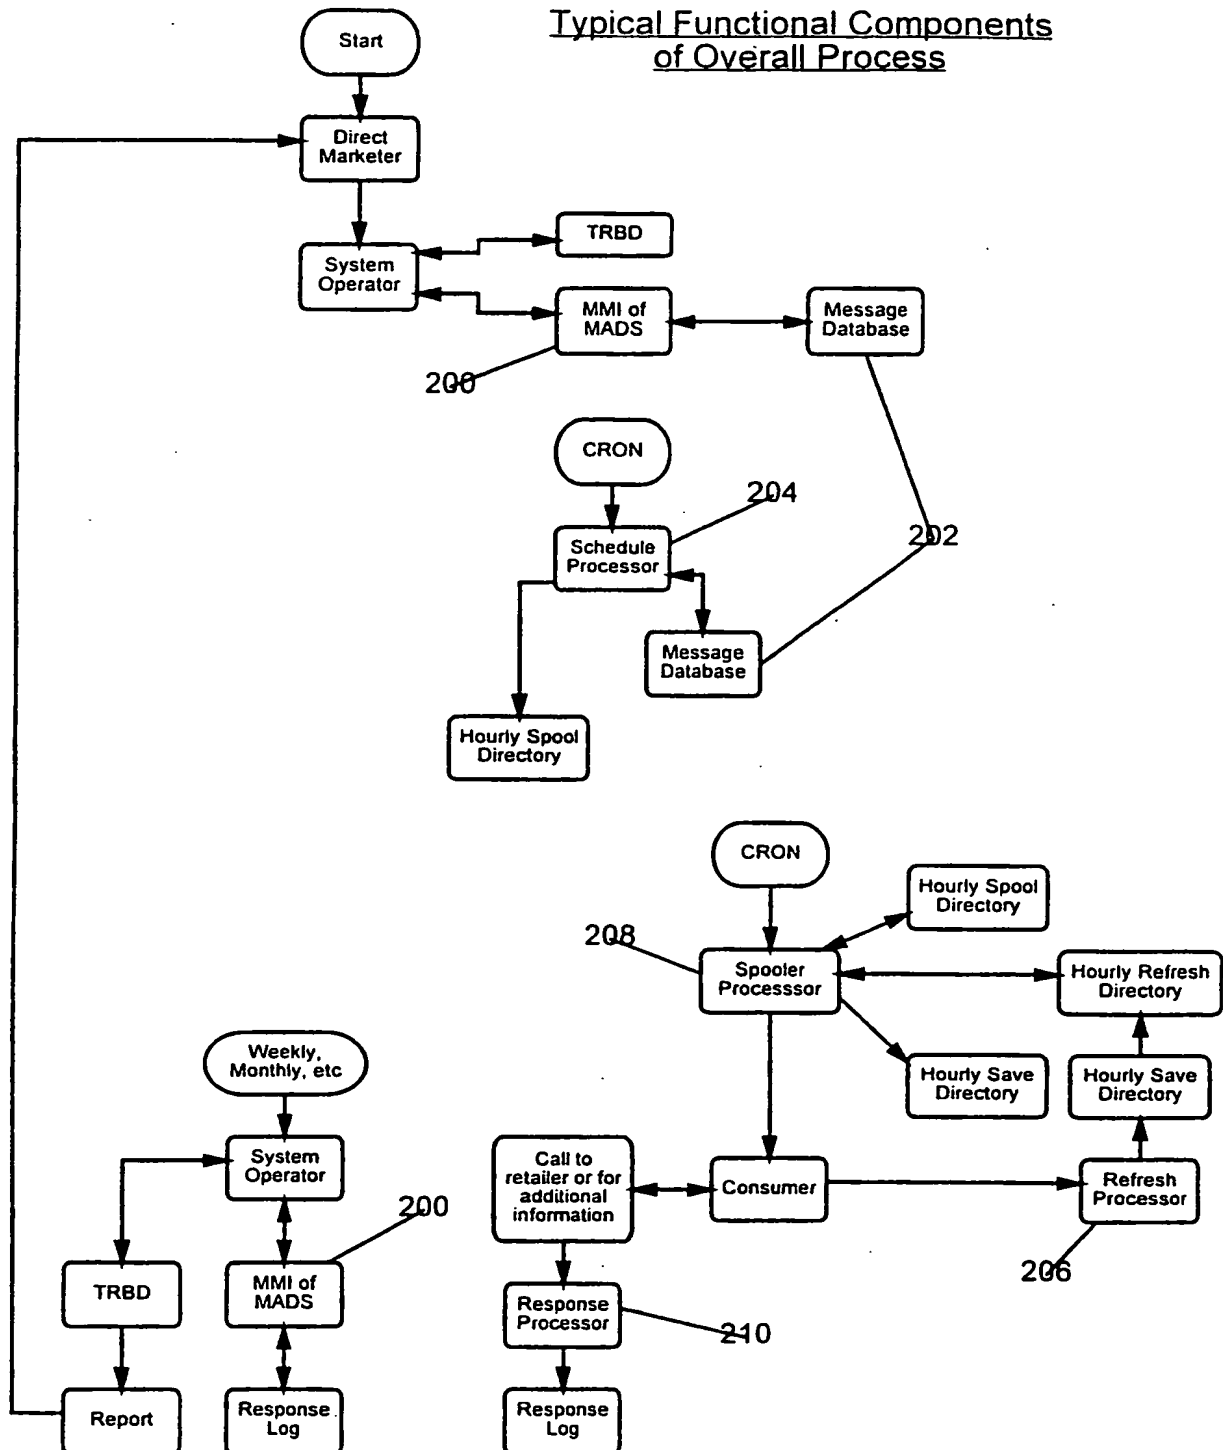 Typical Functional Components
of Overall Process
Start
Direct
Marketer
TRBD
System
Operator
MMI of
MADS
Message
Database
200
CRON
204
202
Schedule
Processor
Message
Database
Hourly Spool
Directory
CRON
Hourly Spool
Directory
208
Spooler
Processsor
Hourly Refresh
Directory
Weekly,
Monthly, etc
Hourly Save
Directory
Hourly Save
Directory
System
Operator
Call to
retailer or for
additional
information
Consumer
Refresh
Processor
200
206
TRBD
MMI of
MADS
Response
Processor
210
Report
Response
Log
Response
Log